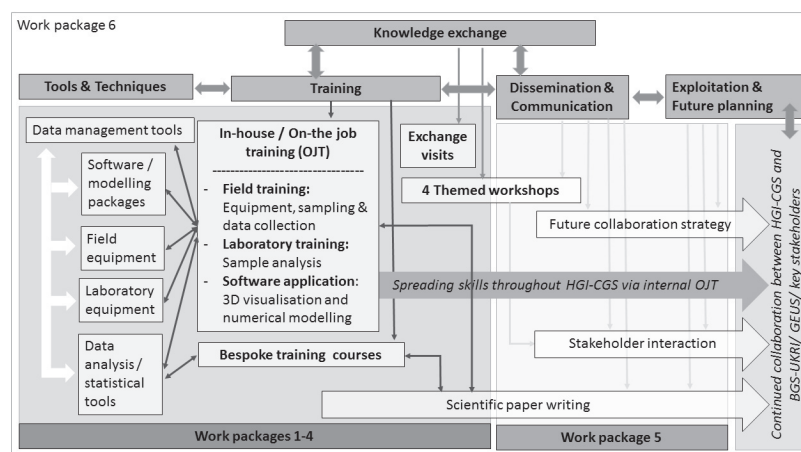 Work package 6
Knowledge exchange
Tools & Techniques
Training
Dissemination &
Communication
Exploitation &
Future planning
Data management tools
Software /
modelling
packages
Field
equipment
Laboratory
equipment
Data
analysis /
statistical
tools
In-house / On-the job
training (OJT)
--------------------------------
- Field training:
Equipment, sampling &
data collection
- Laboratory training:
Sample analysis
- Software application:
3D visualisation and
numerical modelling
Bespoke training courses
Exchange
visits
4 Themed workshops
Future collaboration strategy
Spreading skills throughout HGI-CGS via internal OJT
Stakeholder interaction
Scientific paper writing
Continued collaboration between HGI-CGS and
BGS-UKRI/ GEUS/ key stakeholders
Work packages 1-4
Work package 5